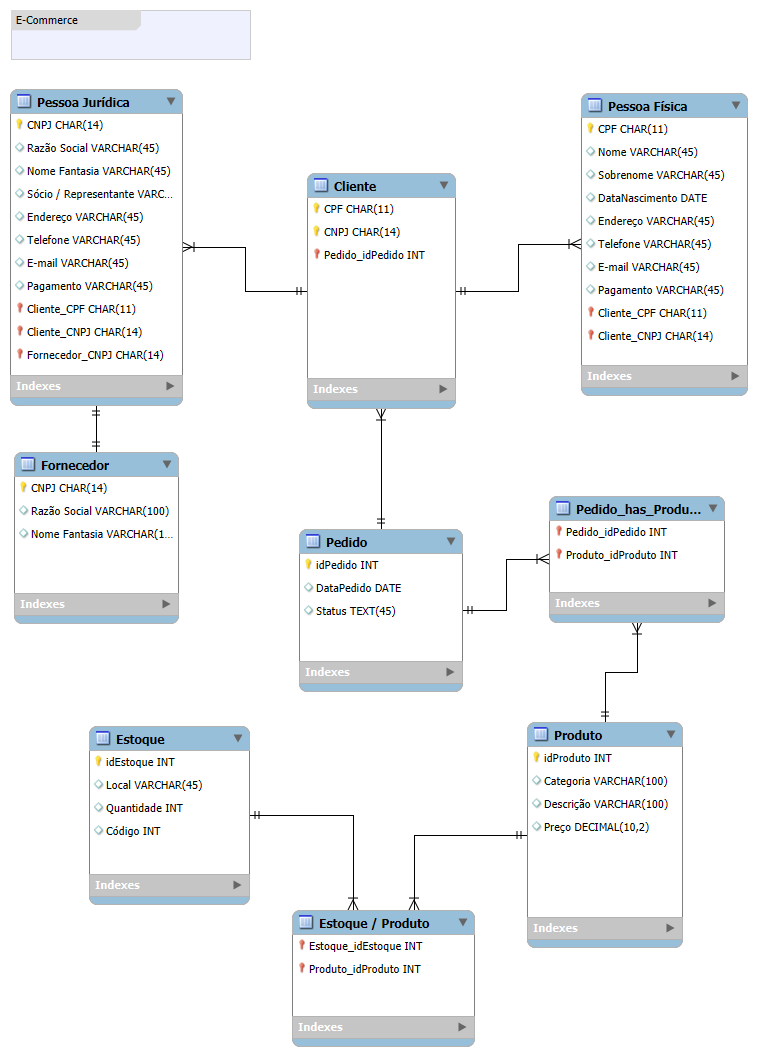 E-Commerce
Pessoa Jurídica
CNPJ CHAR(14)
Razão Social VARCHAR(45)
Nome Fantasia VARCHAR(45)
Sócio / Representante VARC...
Endereço VARCHAR(45)
Telefone VARCHAR(45)
E-mail VARCHAR(45)
Pagamento VARCHAR(45)
Cliente_CPF CHAR(11)
Cliente_CNPJ CHAR(14)
Fornecedor_CNPJ CHAR(14)
Indexes
Cliente
CPF CHAR(11)
CNPJ CHAR(14)
Pedido_idPedido INT
Indexes
Pessoa Física
CPF CHAR(11)
Nome VARCHAR(45)
Sobrenome VARCHAR(45)
DataNascimento DATE
Endereço VARCHAR(45)
Telefone VARCHAR(45)
E-mail VARCHAR(45)
Pagamento VARCHAR(45)
Cliente_CPF CHAR(11)
Cliente_CNPJ CHAR(14)
Indexes
Fornecedor
CNPJ CHAR(14)
Razão Social VARCHAR(100)
Nome Fantasia VARCHAR(1...
Indexes
Pedido
idPedido INT
DataPedido DATE
Status TEXT(45)
Indexes
Pedido_has_Produ...
Pedido_idPedido INT
Produto_idProduto INT
Indexes
Estoque
idEstoque INT
Local VARCHAR(45)
Quantidade INT
Código INT
Indexes
Produto
idProduto INT
Categoria VARCHAR(100)
Descrição VARCHAR(100)
Preço DECIMAL(10,2)
Indexes
Estoque / Produto
Estoque_idEstoque INT
Produto_idProduto INT
Indexes